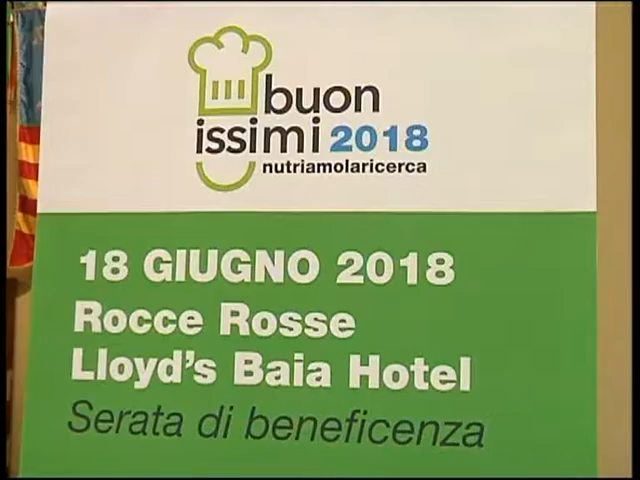 buon
issimi 2018
nutriamolaricerca
18 GIUGNO 2018
Rocce Rosse
Lloyd's Baia Hotel
Serata di beneficenza